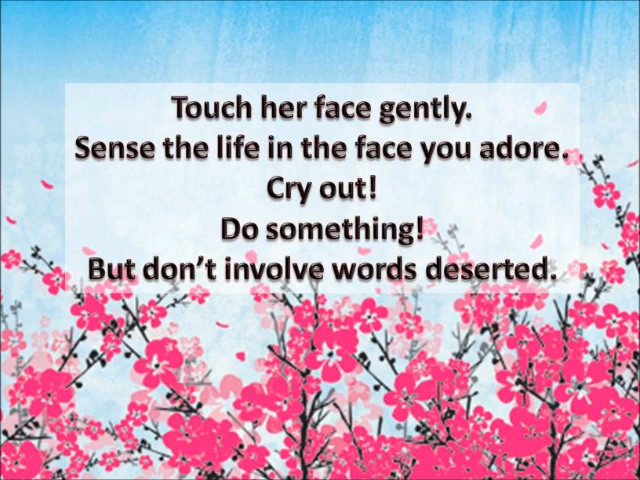 Touch her face gently.
Sense the life in the face you adore.
Cry out!
Do something!
But don’t involve words deserted.